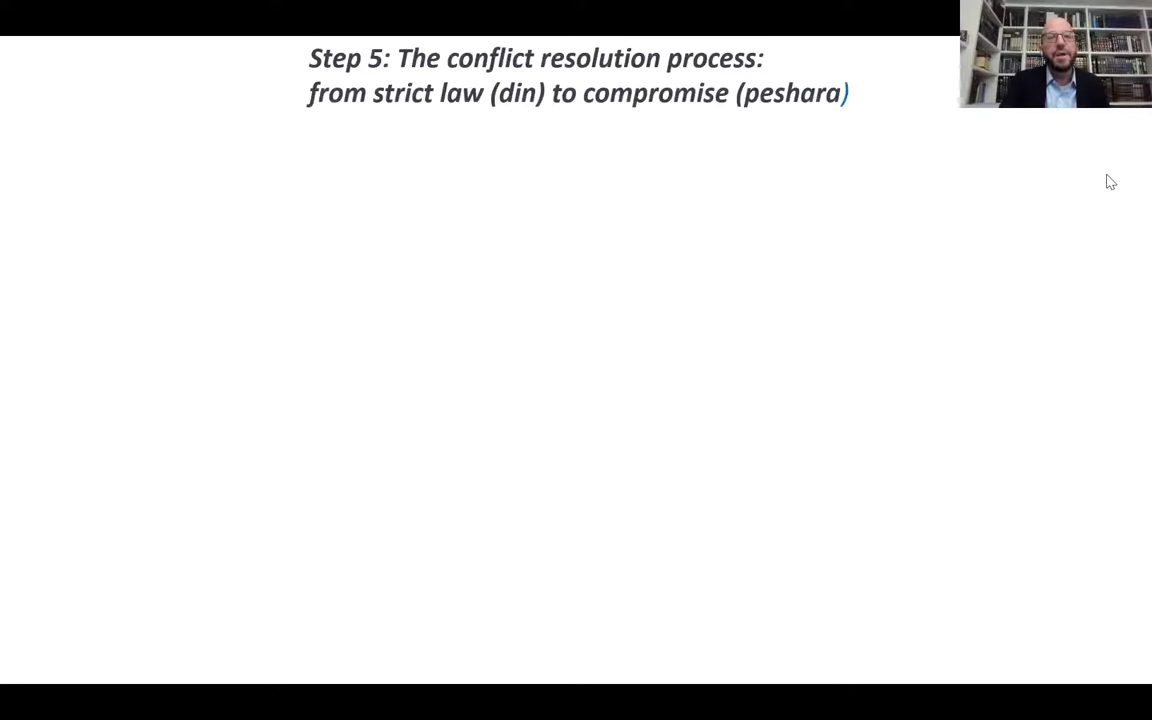 Step 5: The conflict resolution process:
from strict law (din) to compromise (peshara)